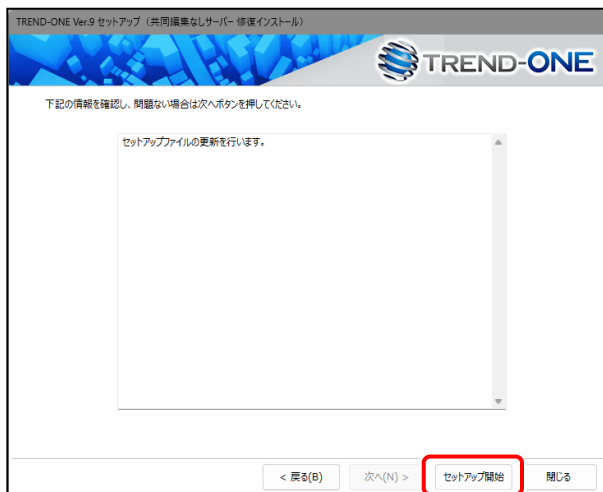 TREND-ONE Ver.9 セットアップ（共同編集なしサーバー 修復インストール）
TREND-ONE
下記の情報を確認し、問題ない場合は次へボタンを押してください。
セットアップファイルの更新を行います。
< 戻る(B)
次へ(N) >
セットアップ開始
閉じる